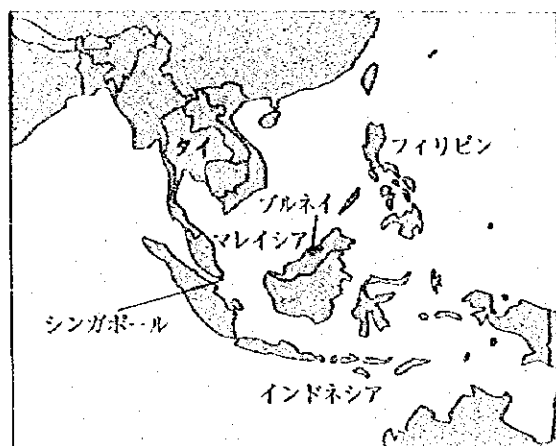 タイ
フィリピン
ブルネイ
マレイシア
シンガポール
インドネシア